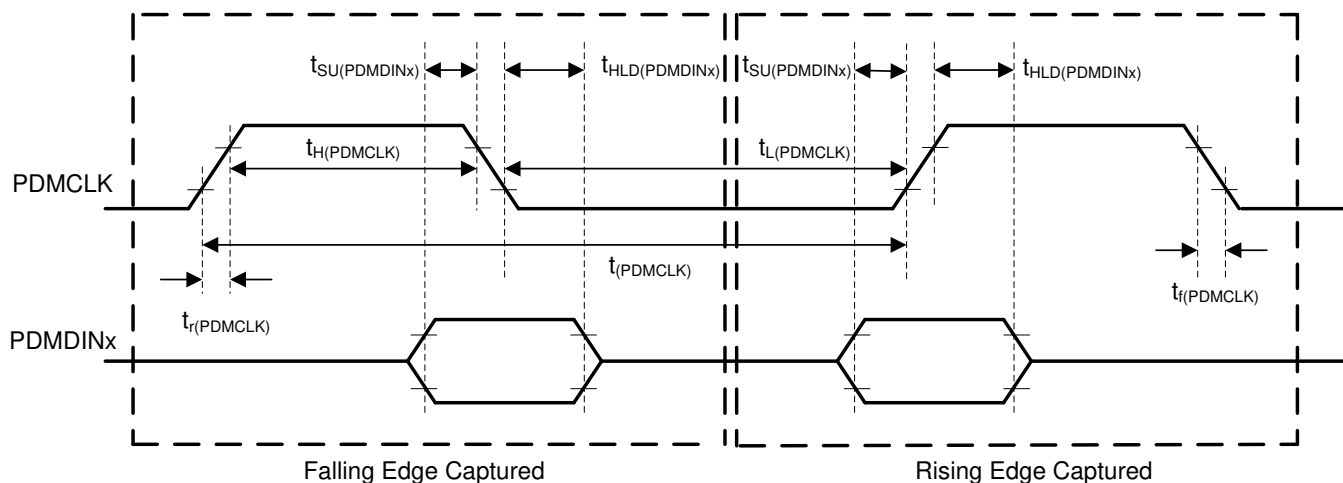 tSU(PDMDINx)
tHLD(PDMDINx)
tSU(PDMDINx)
tHLD(PDMDINx)
tH(PDMCLK)
tL(PDMCLK)
PDMCLK
t(PDMCLK)
tr(PDMCLK)
tf(PDMCLK)
PDMDINx
Falling Edge Captured
Rising Edge Captured